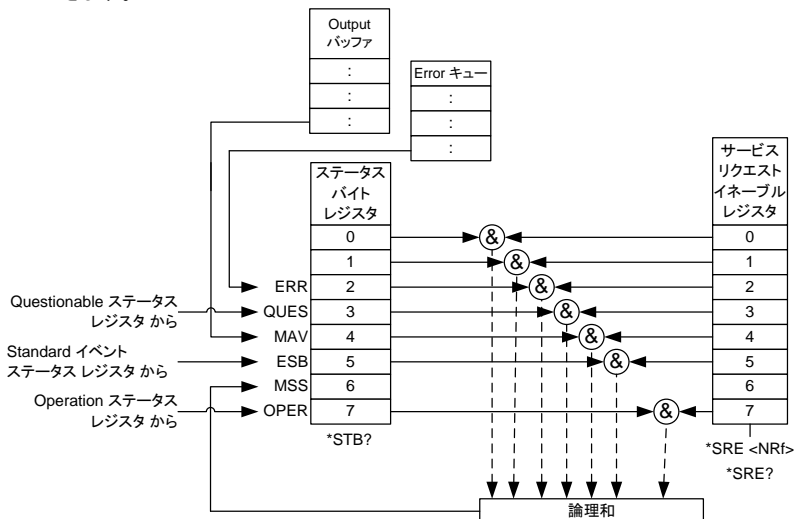 Output
バッファ
:
:
:
Error キュー
:
:
:
ステータス
バイト
レジスタ
0
1
2
3
4
5
6
7
*STB?
ERR
QUES
MAV
ESB
MSS
OPER
Questionable ステータス
レジスタ から
Standard イベント
ステータス レジスタ から
Operation ステータス
レジスタ から
&
&
&
&
&
&
&
サービス
リクエスト
イネーブル
レジスタ
0
1
2
3
4
5
6
7
*SRE <NRf>
*SRE?
論理和